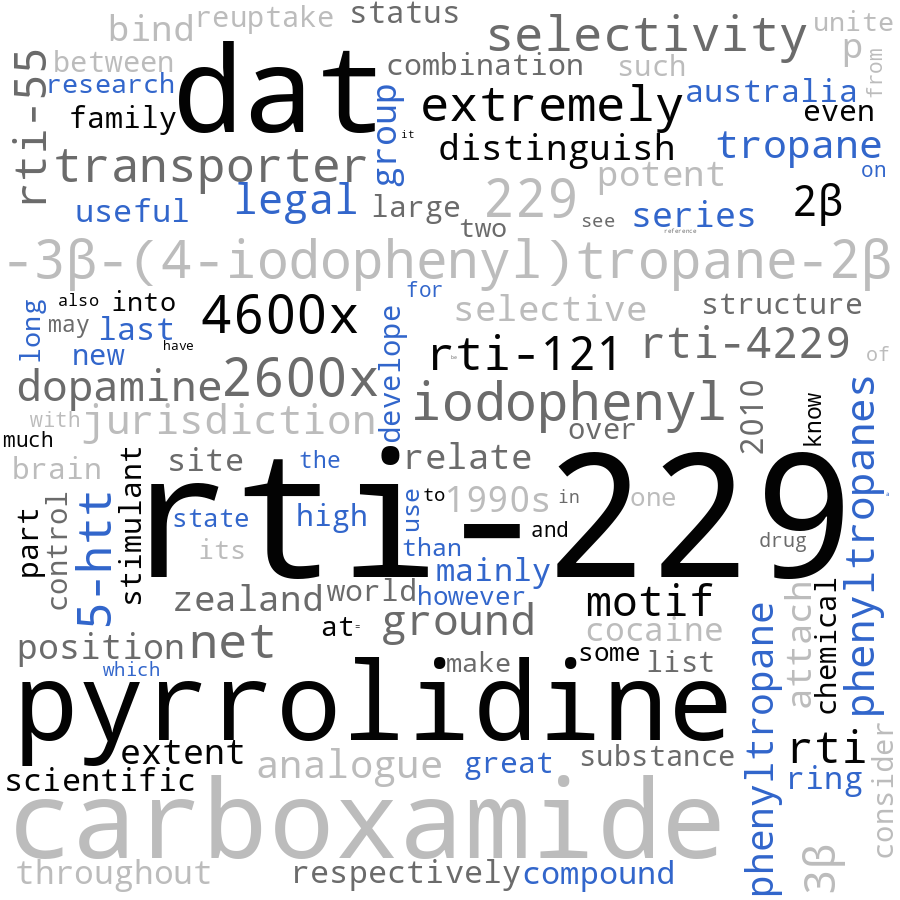 reuptake
status
bind
unite
selectivity
p
between
combination
such
from
rti-55
research
dat
group
extremely
australia
family
it
even
distinguish
tropane
transporter
on
potent
useful
legal
large
229
series
2β
two
see
reference
-3β-(4-iodophenyl)tropane-2β
for
long
also
into
4600x
selective
structure
may
last
develope
new
have
rti-121
rti-4229
of
be
dopamine
2600x
iodophenyl
2010
know
phenyltropanes
with
jurisdiction
over
much
brain
site
the
relate
rti-229
stimulant
part
control
5-htt
state
high
use
to
1990s
in
one
its
than
and
drug
mainly
zealand
world
however
motif
attach
chemical
at
ground
cocaine
position
net
some
list
which
make
phenyltropane
pyrrolidine
extent
analogue
great
substance
rti
ring
consider
scientific
carboxamide
throughout
respectively
compound
3β